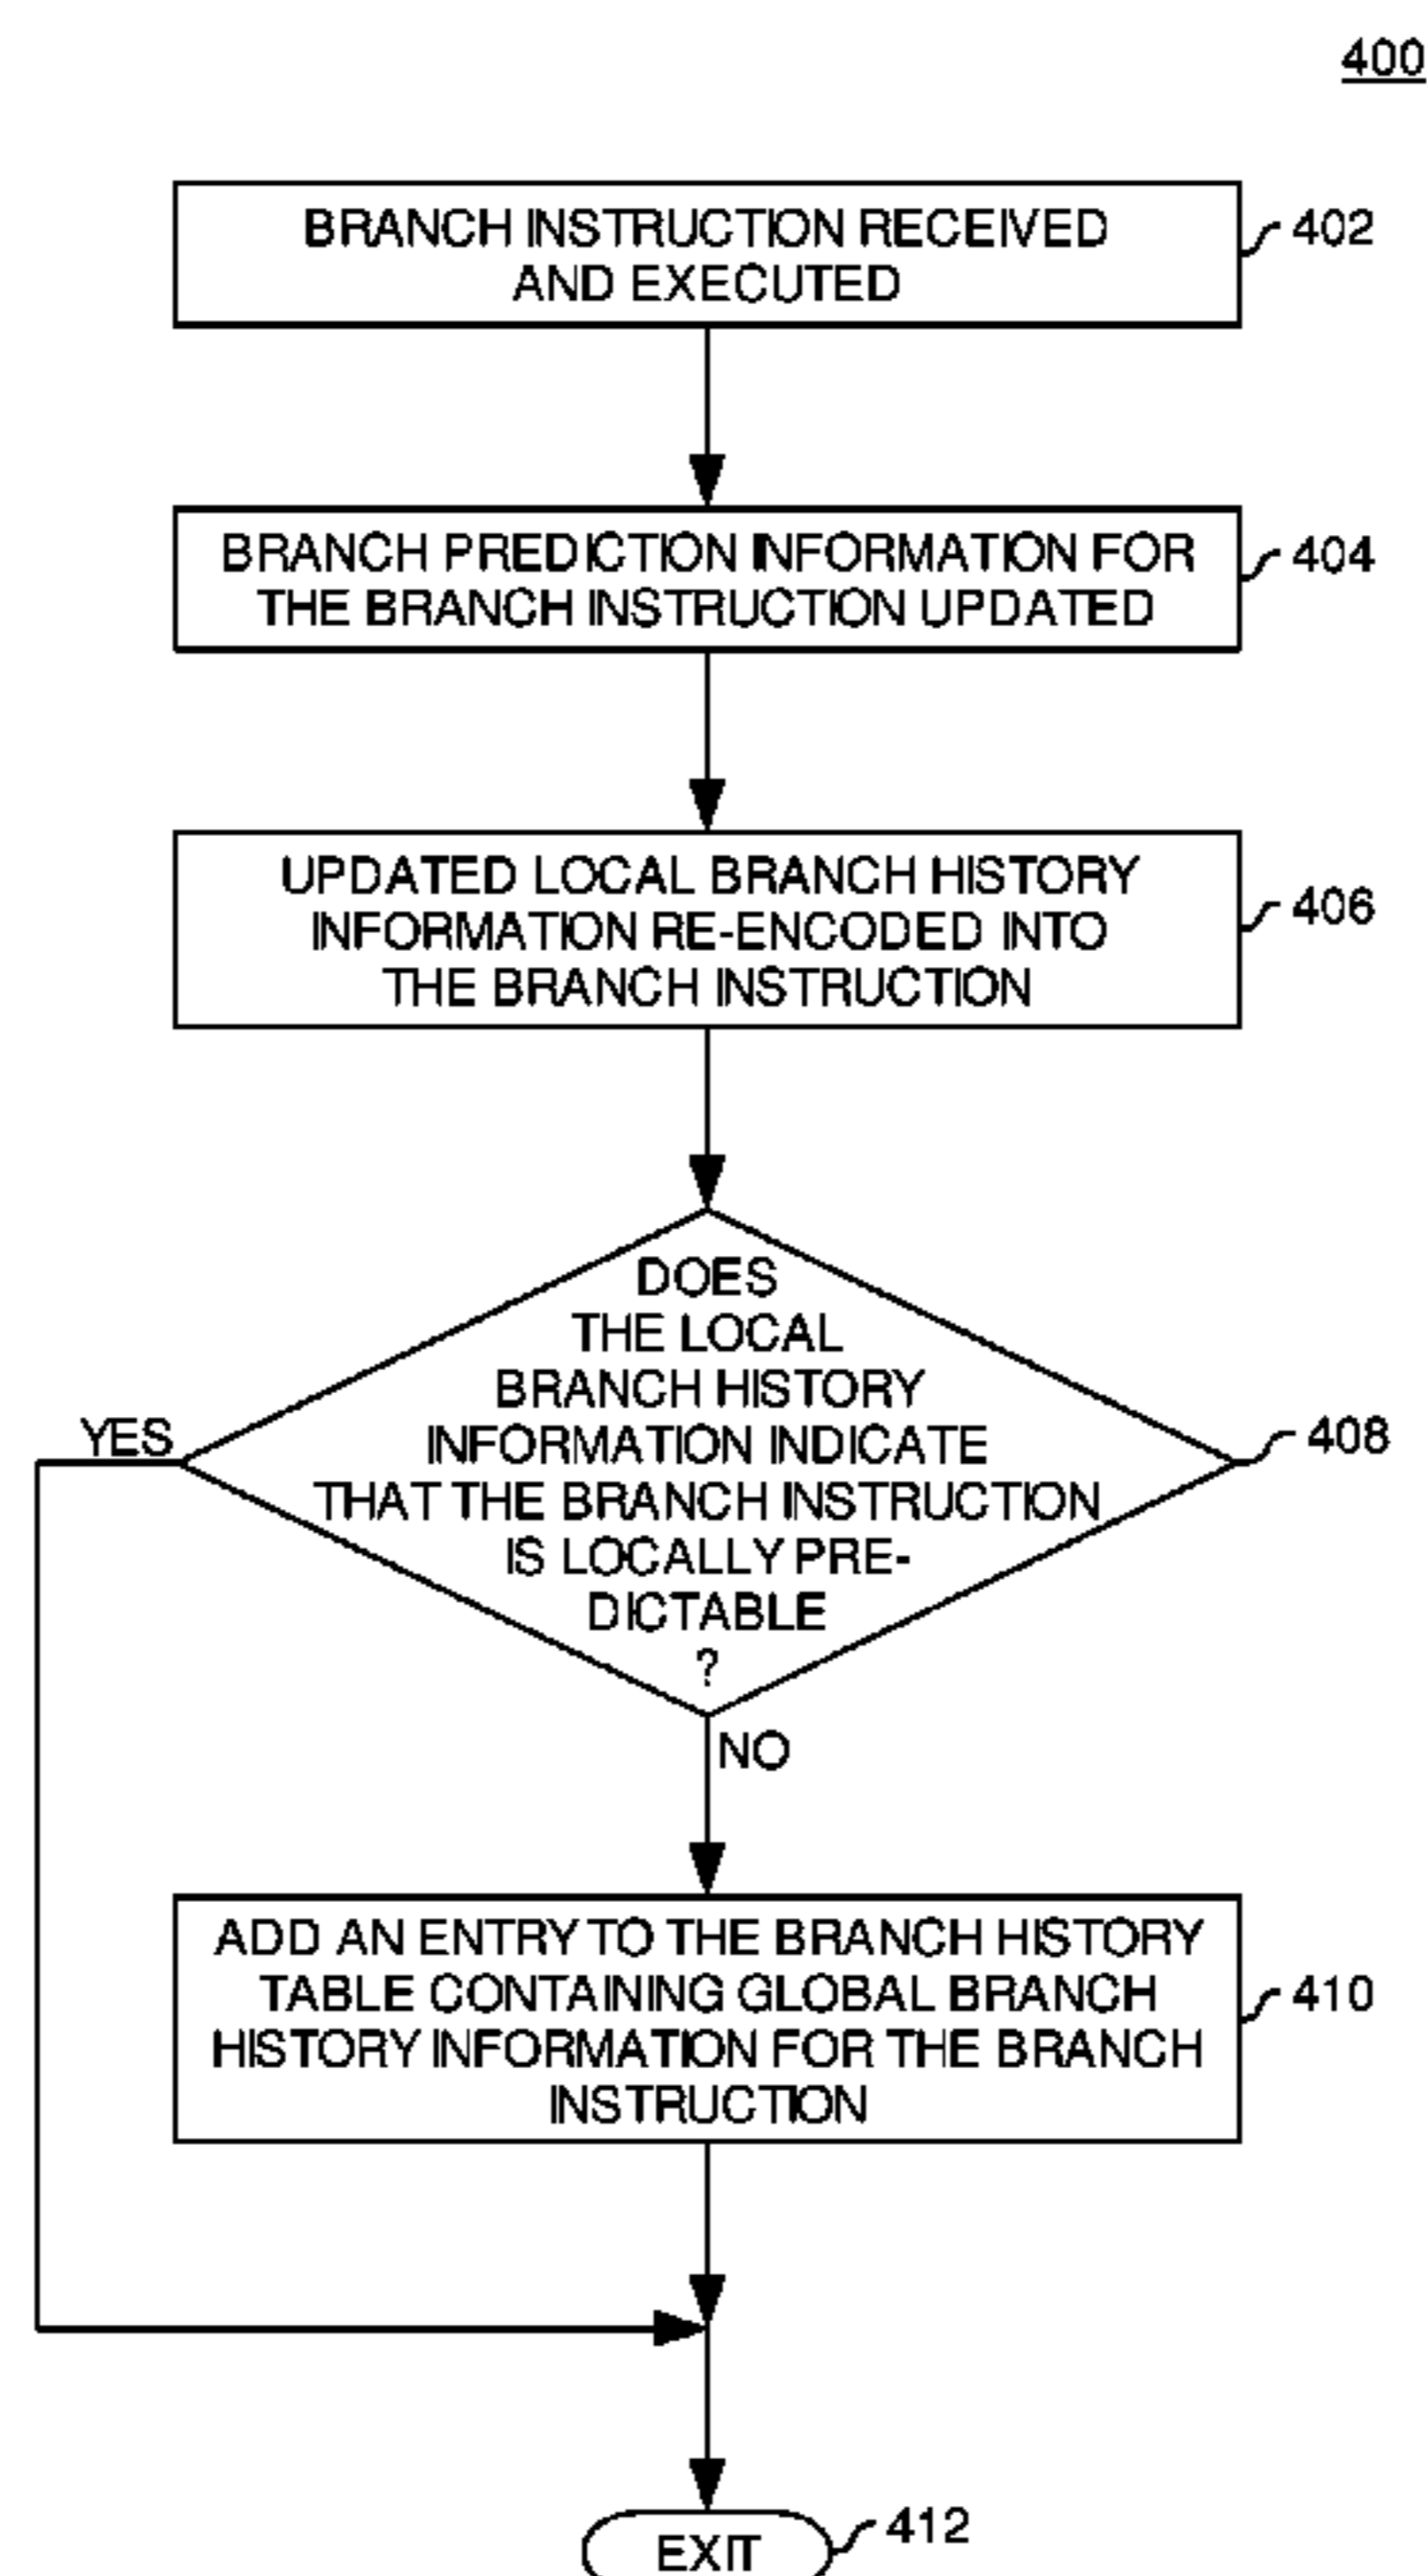 400
BRANCH INSTRUCTION RECEIVED
AND EXECUTED
402
BRANCH PREDICTION INFORMATION FOR
THE BRANCH INSTRUCTION UPDATED
404
UPDATED LOCAL BRANCH HISTORY
INFORMATION RE-ENCODED INTO
THE BRANCH INSTRUCTION
406
DOES
THE LOCAL
BRANCH HISTORY
INFORMATION INDICATE
THAT THE BRANCH INSTRUCTION
IS LOCALLY PRE-
DICTABLE
?
YES
408
NO
ADD AN ENTRY TO THE BRANCH HISTORY
TABLE CONTAINING GLOBAL BRANCH
HISTORY INFORMATION FOR THE BRANCH
INSTRUCTION
410
EXIT
412